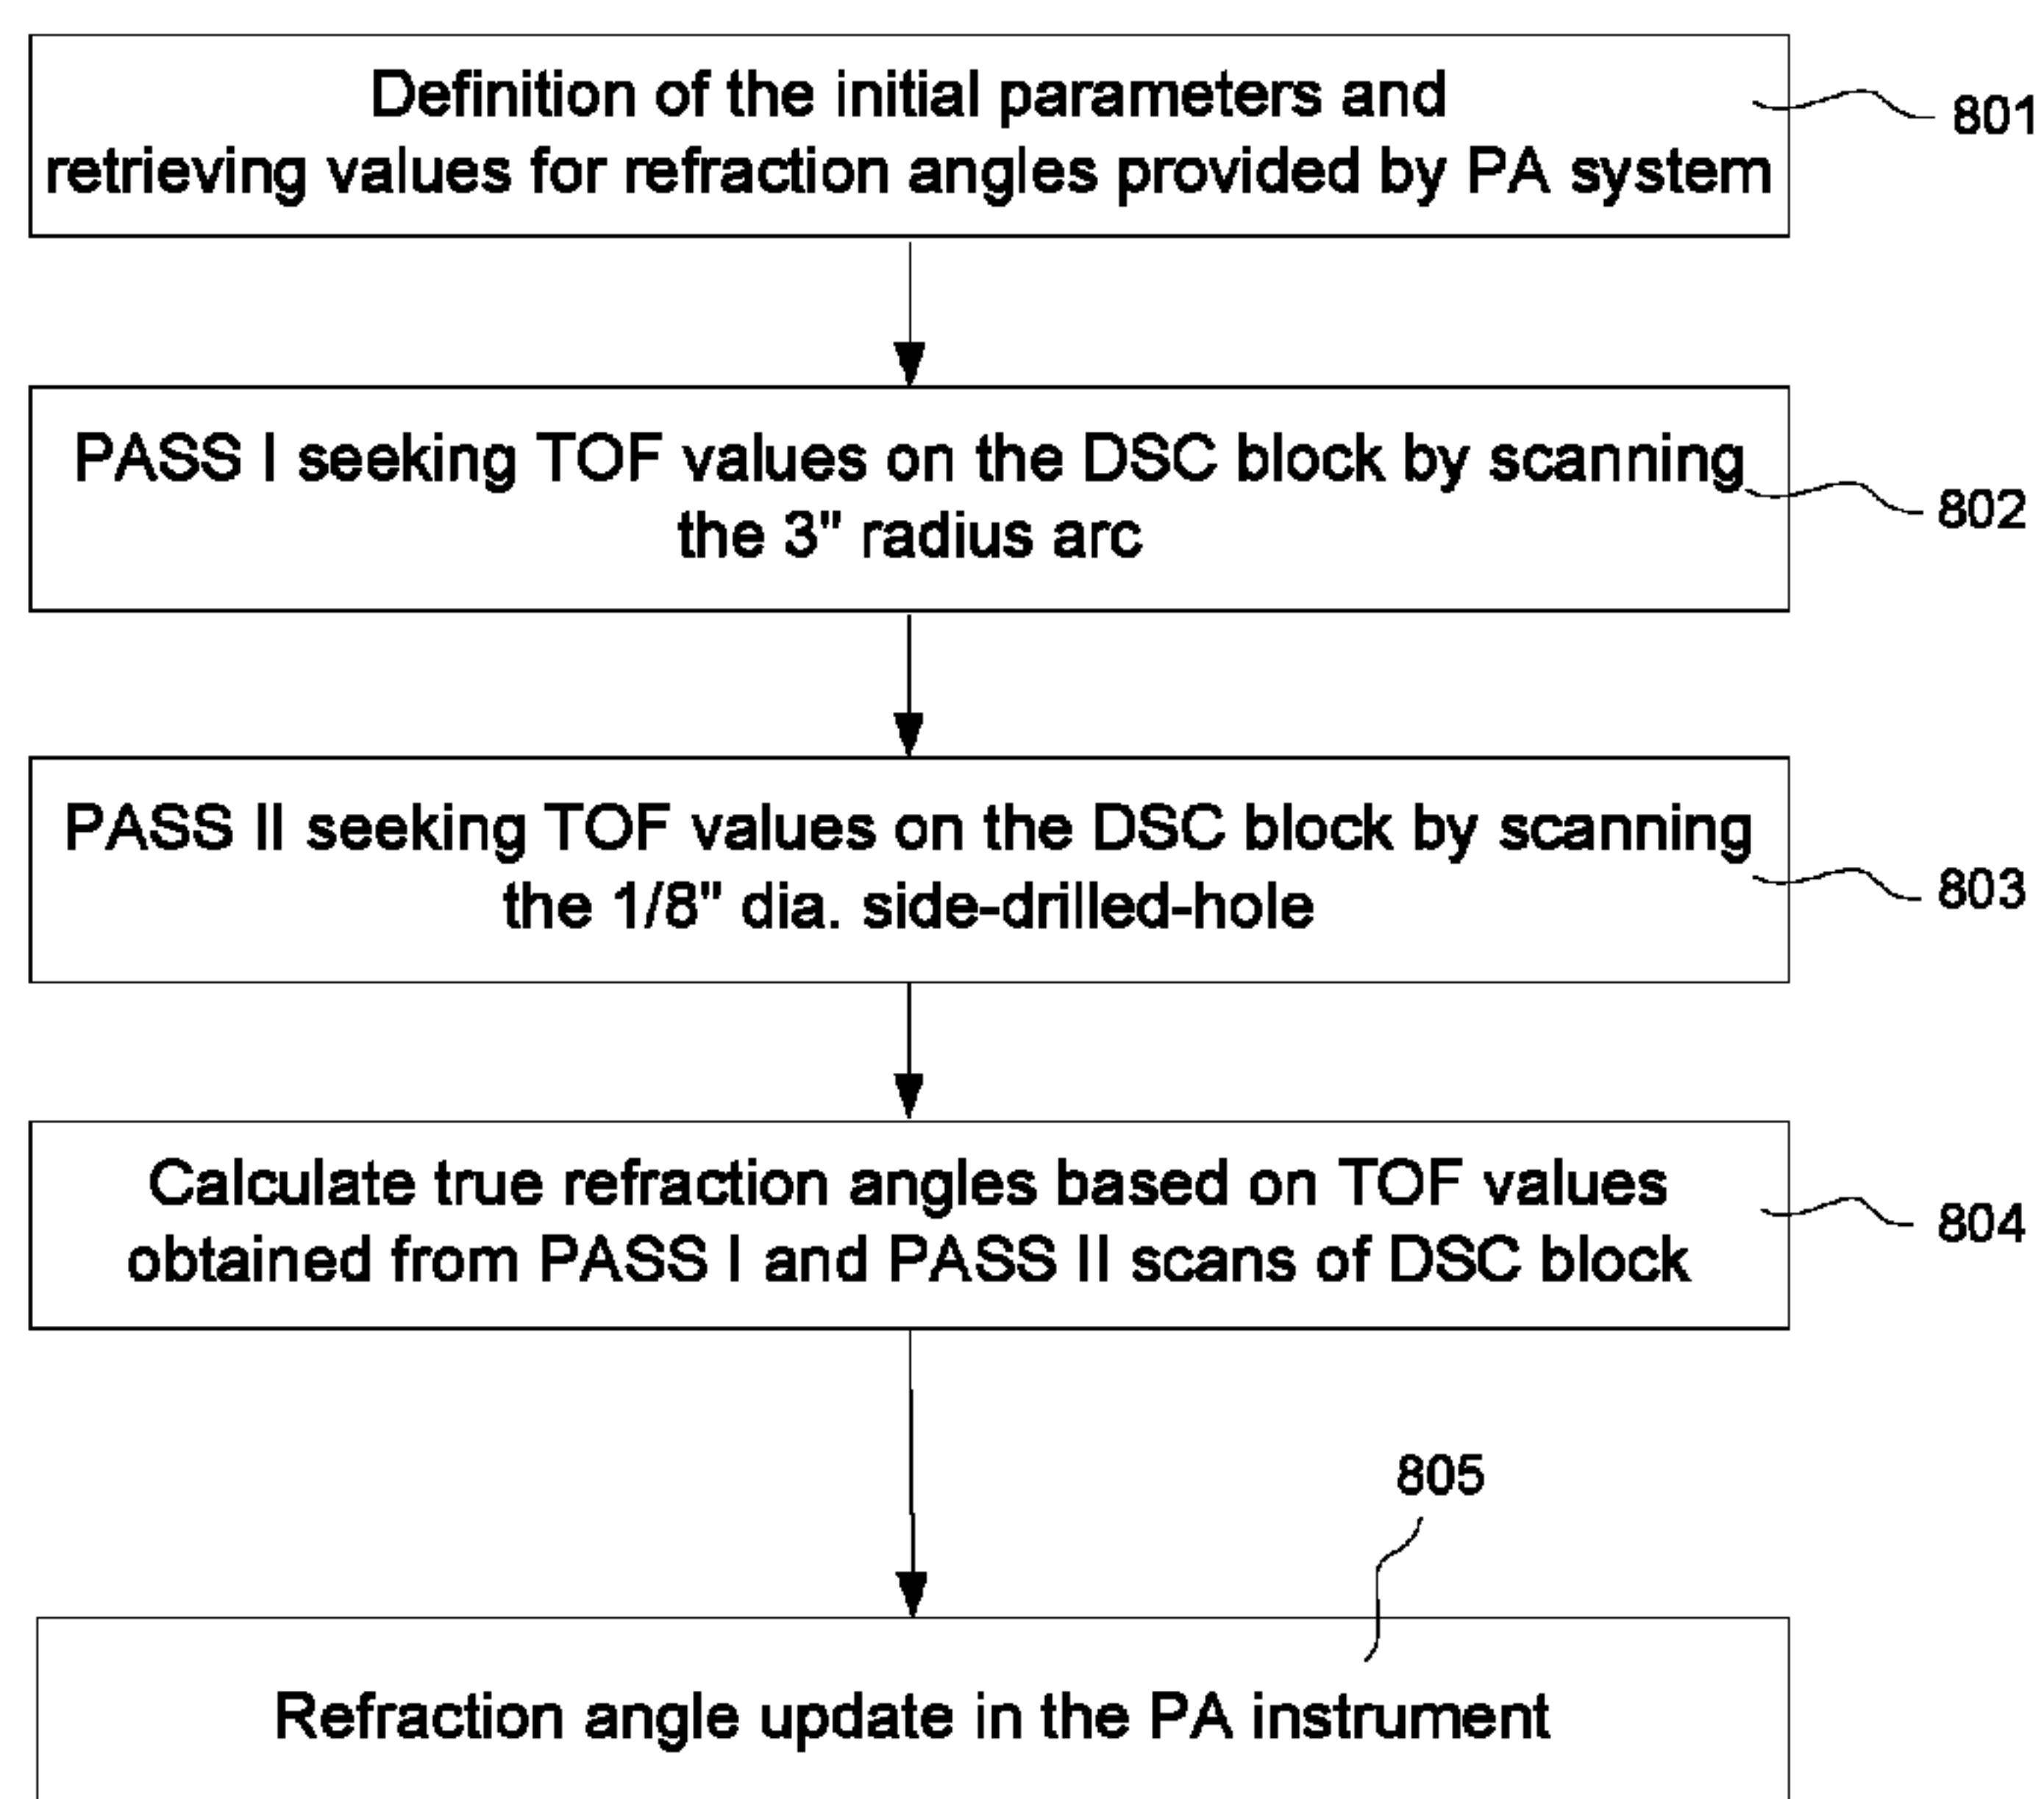 Definition of the initial parameters and
retrieving values for refraction angles provided by PA system
801
PASS I seeking TOF values on the DSC block by scanning
the 3" radius arc
802
PASS II seeking TOF values on the DSC block by scanning
the 1/8" dia. side-drilled-hole
803
Calculate true refraction angles based on TOF values
obtained from PASS I and PASS II scans of DSC block
804
805
Refraction angle update in the PA instrument